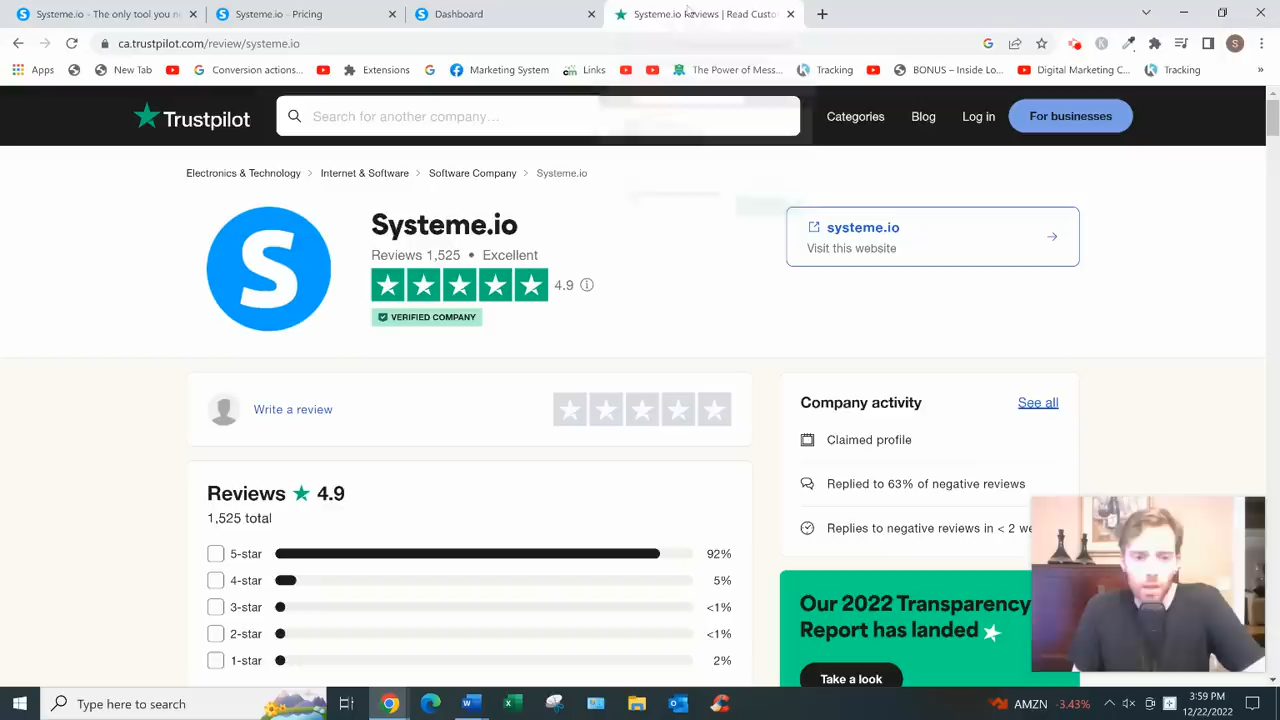 Systeme.io - The only tool you n
Systeme.io - Pricing
Dashboard
Systeme.io Reviews | Read Custo
ca.trustpilot.com/review/systeme.io
S
Apps
New Tab
Conversion actions...
Extensions
Marketing System
Links
The Power of Mess...
Tracking
BONUS – Inside Lo...
Digital Marketing C...
Tracking
»
Trustpilot
Search for another company...
Categories
Blog
Log in
For businesses
Electronics & Technology > Internet & Software > Software Company > Systeme.io
S
Systeme.io
Reviews 1,525 • Excellent
4.9
VERIFIED COMPANY
systeme.io
Visit this website
Write a review
Company activity
See all
Claimed profile
Replied to 63% of negative reviews
Replies to negative reviews in < 2 we
Reviews 4.9
1,525 total
5-star 92%
4-star 5%
3-star <1%
2-star <1%
1-star 2%
Our 2022 Transparency
Report has landed
Take a look
Type here to search
AMZN -3.43%
3:59 PM
12/22/2022